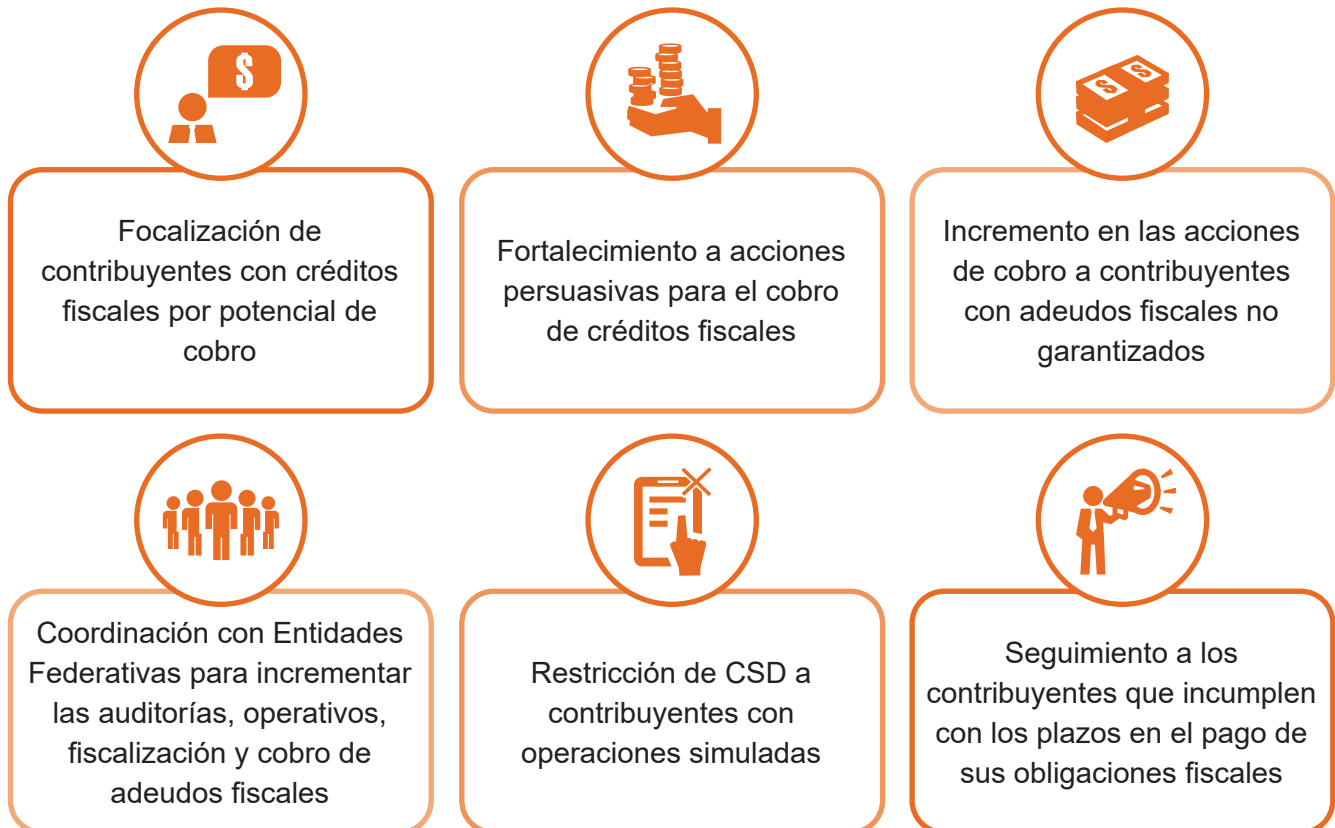 $
$
$
Focalización de
contribuyentes con créditos
fiscales por potencial de
cobro
Fortalecimiento a acciones
persuasivas para el cobro
de créditos fiscales
Incremento en las acciones
de cobro a contribuyentes
con adeudos fiscales no
garantizados
Coordinación con Entidades
Federativas para incrementar
las auditorías, operativos,
fiscalización y cobro de
adeudos fiscales
Restricción de CSD a
contribuyentes con
operaciones simuladas
Seguimiento a los
contribuyentes que incumplen
con los plazos en el pago de
sus obligaciones fiscales